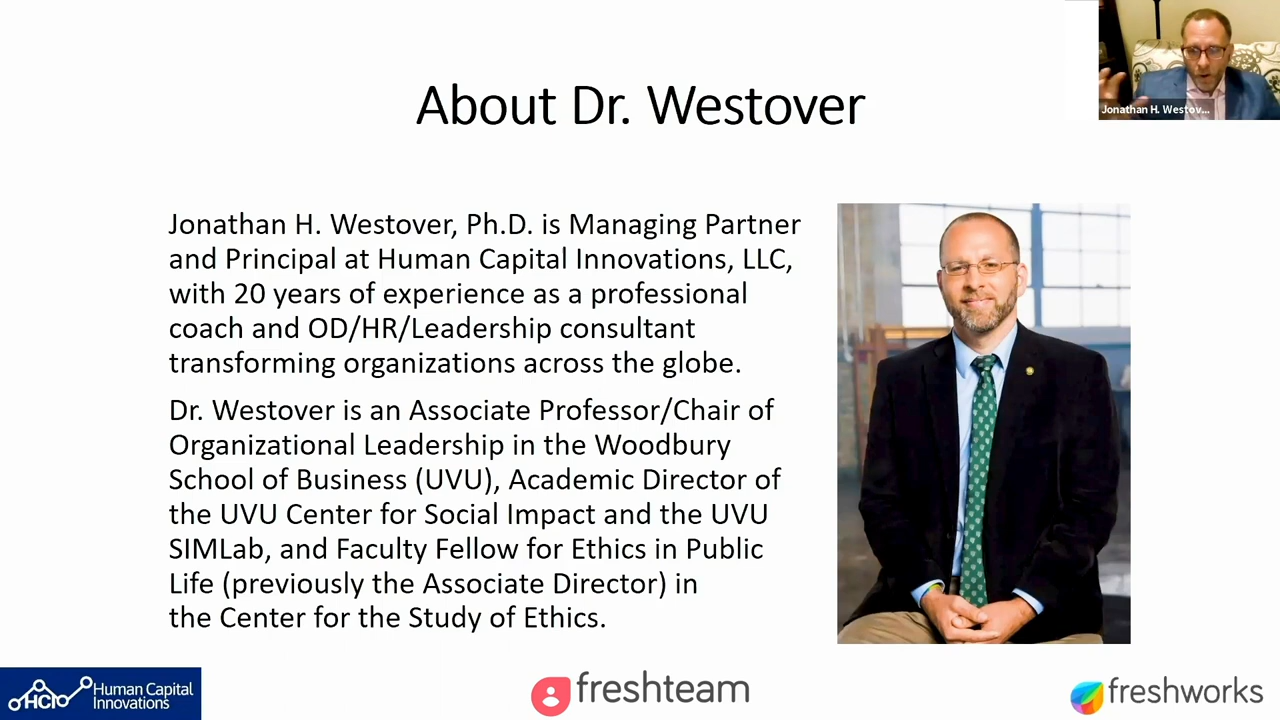 Jonathan H. Westov...
About Dr. Westover
Jonathan H. Westover, Ph.D. is Managing Partner
and Principal at Human Capital Innovations, LLC,
with 20 years of experience as a professional
coach and OD/HR/Leadership consultant
transforming organizations across the globe.
Dr. Westover is an Associate Professor/Chair of
Organizational Leadership in the Woodbury
School of Business (UVU), Academic Director of
the UVU Center for Social Impact and the UVU
SIMLab, and Faculty Fellow for Ethics in Public
Life (previously the Associate Director) in
the Center for the Study of Ethics.
HCI
Human Capital
Innovations
freshteam
freshworks